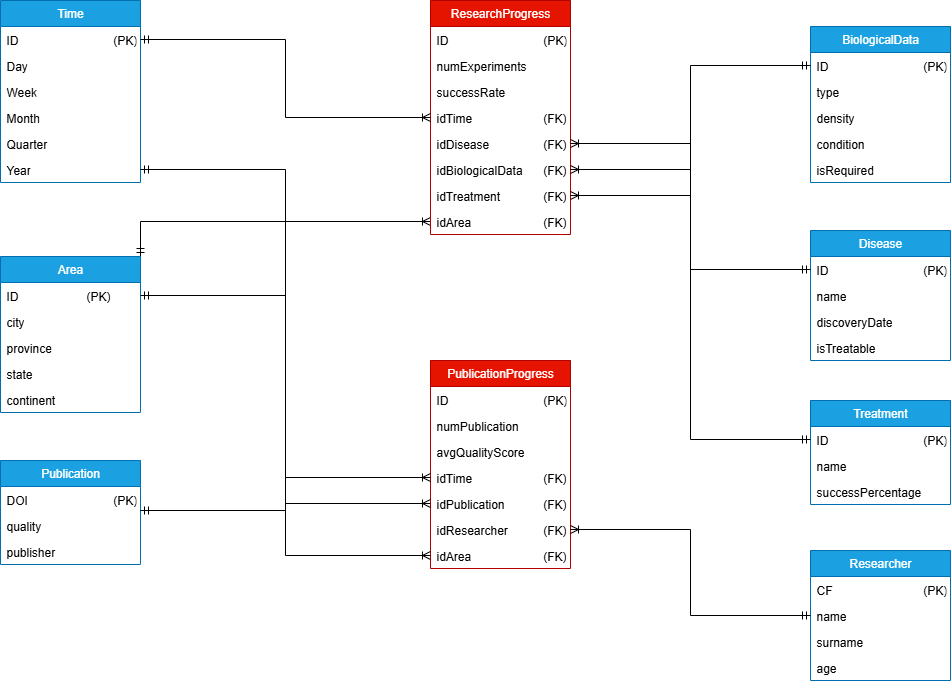 Time
ID (PK)
Day
Week
Month
Quarter
Year
Area
ID (PK)
city
province
state
continent
Publication
DOI (PK)
quality
publisher
ResearchProgress
ID (PK)
numExperiments
successRate
idTime (FK)
idDisease (FK)
idBiologicalData (FK)
idTreatment (FK)
idArea (FK)
PublicationProgress
ID (PK)
numPublication
avgQualityScore
idTime (FK)
idPublication (FK)
idResearcher (FK)
idArea (FK)
BiologicalData
ID (PK)
type
density
condition
isRequired
Disease
ID (PK)
name
discoveryDate
isTreatable
Treatment
ID (PK)
name
successPercentage
Researcher
CF (PK)
name
surname
age